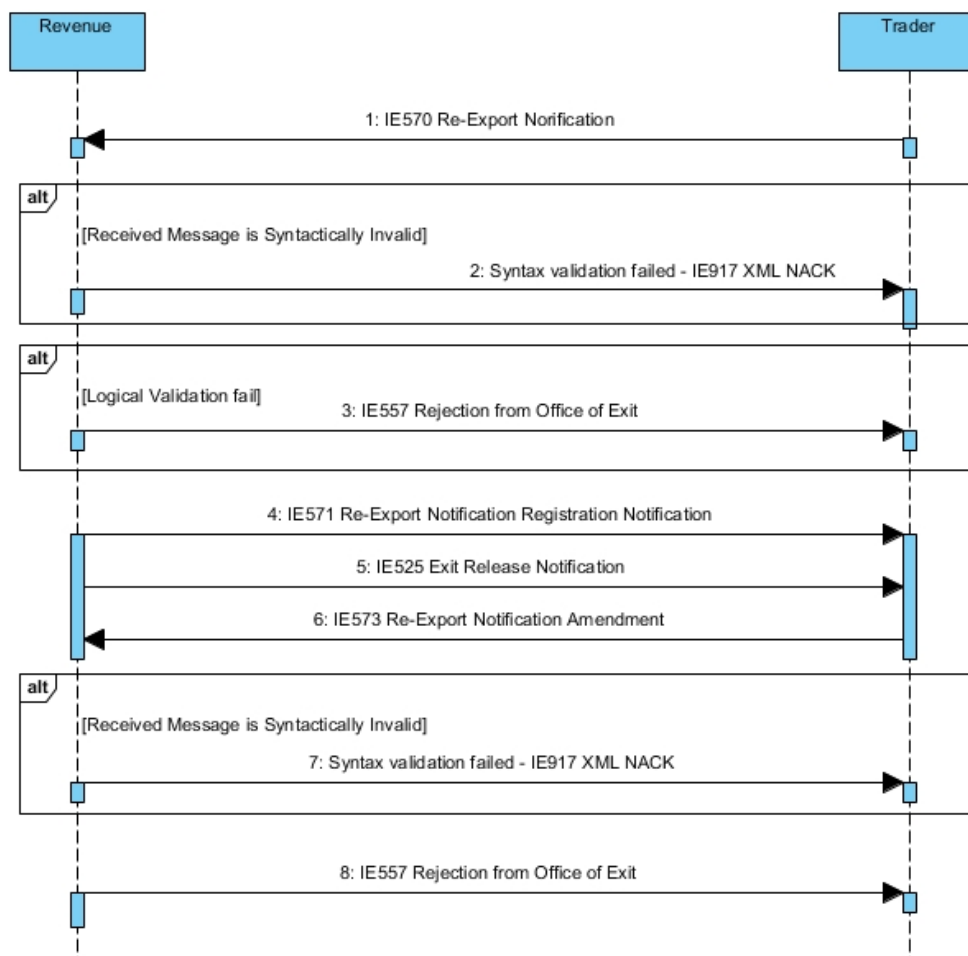 Revenue
Trader
1: IE570 Re-Export Norification
alt
[Received Message is Syntactically Invalid]
2: Syntax validation failed - IE917 XML NACK
alt
[Logical Validation fail]
3: IE557 Rejection from Office of Exit
4: IE571 Re-Export Notification Registration Notification
5: IE525 Exit Release Notification
6: IE573 Re-Export Notification Amendment
alt
[Received Message is Syntactically Invalid]
7: Syntax validation failed - IE917 XML NACK
8: IE557 Rejection from Office of Exit